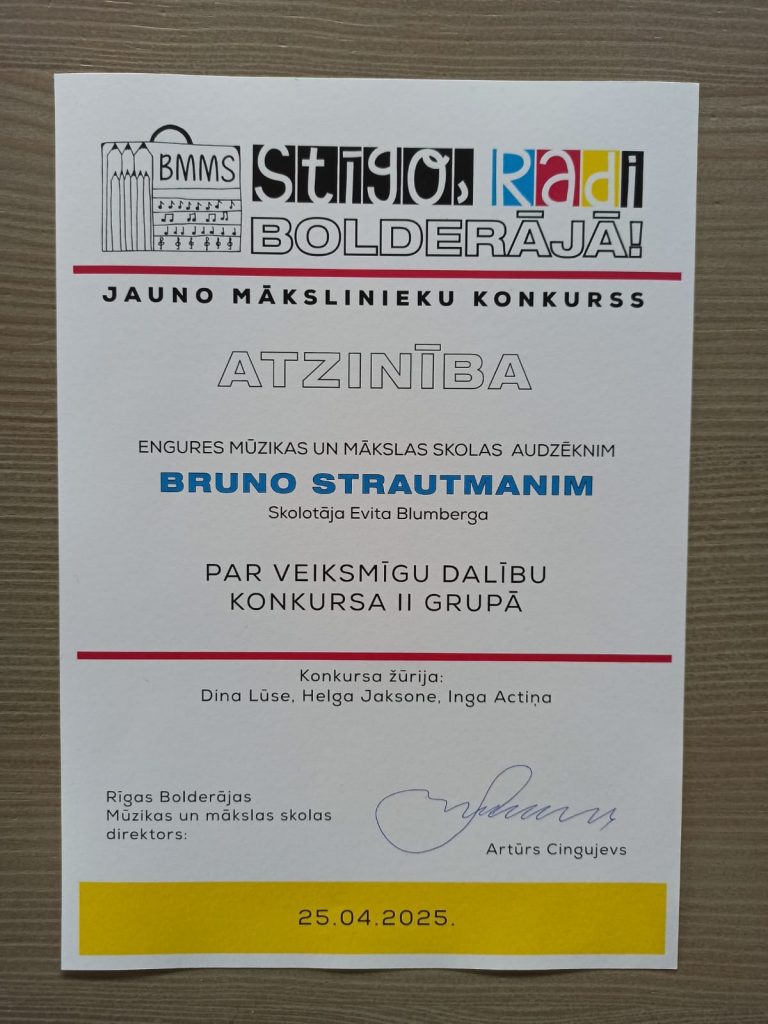 BMMS
Stīgo, Radi
BOLDERĀJĀ!
JAUNO MĀKSLINIEKU KONKURSS
ATZINĪBA
ENGURES MŪZIKAS UN MĀKSLAS SKOLAS AUDZĒKNIM
BRUNO STRAUTMANIM
Skolotāja Evita Blumberga
PAR VEIKSMĪGU DALĪBU
KONKURSA II GRUPĀ
Konkursa žūrija:
Dina Lūse, Helga Jaksone, Inga Actiņa
Rīgas Bolderājas
Mūzikas un mākslas skolas
direktors:
Artūrs Cingujevs
25.04.2025.